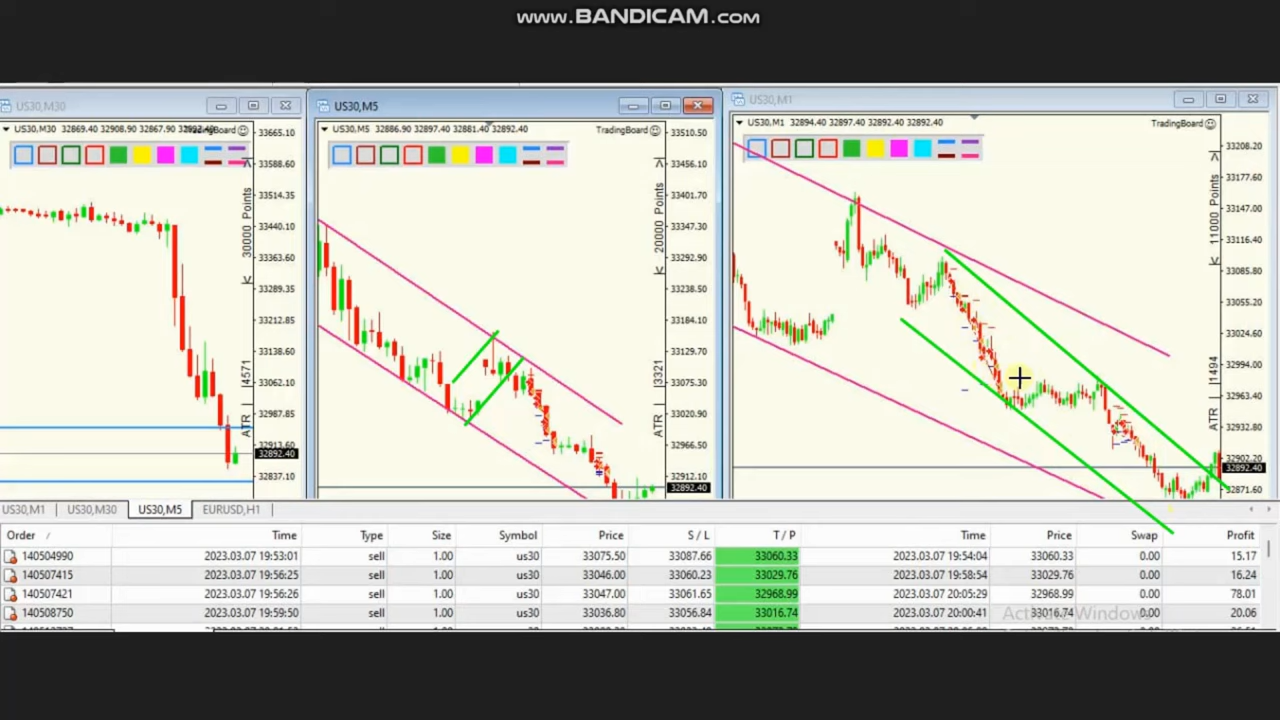 www.BANDICAM.com
US30,M30
US30,M5
US30,M1
US30,M30 32869.40 32908.90 32867.90 32892.40 TradingBoard
US30,M5 32886.90 32897.40 32881.40 32892.40 TradingBoard
US30,M1 32894.40 32897.40 32892.40 32892.40 TradingBoard
33665.10
33588.60
33514.35
33440.10
33363.60
33289.35
33212.85
33138.60
33062.10
32987.85
32913.60
32892.40
32837.10
30000 Points
4571
ATR
33510.50
33456.10
33401.70
33347.30
33292.90
33238.50
33184.10
33129.70
33075.30
33020.90
32966.50
32912.10
32892.40
20000 Points
3321
ATR
33208.20
33177.60
33147.00
33116.40
33085.80
33055.20
33024.60
32994.00
32963.40
32932.80
32902.20
32892.40
32871.60
11000 Points
1494
ATR
US30,M1 US30,M30 US30,M5 EURUSD,H1
Order / Time Type Size Symbol Price S / L T / P Time Price Swap Profit
140504990 2023.03.07 19:53:01 sell 1.00 us30 33075.50 33087.66 33060.33 2023.03.07 19:54:04 33060.33 0.00 15.17
140507415 2023.03.07 19:56:25 sell 1.00 us30 33046.00 33060.23 33029.76 2023.03.07 19:58:54 33029.76 0.00 16.24
140507421 2023.03.07 19:56:26 sell 1.00 us30 33047.00 33061.65 32968.99 2023.03.07 20:05:29 32968.99 0.00 78.01
140508750 2023.03.07 19:59:50 sell 1.00 us30 33036.80 33056.84 33016.74 2023.03.07 20:00:41 33016.74 0.00 20.06
Activate Windows